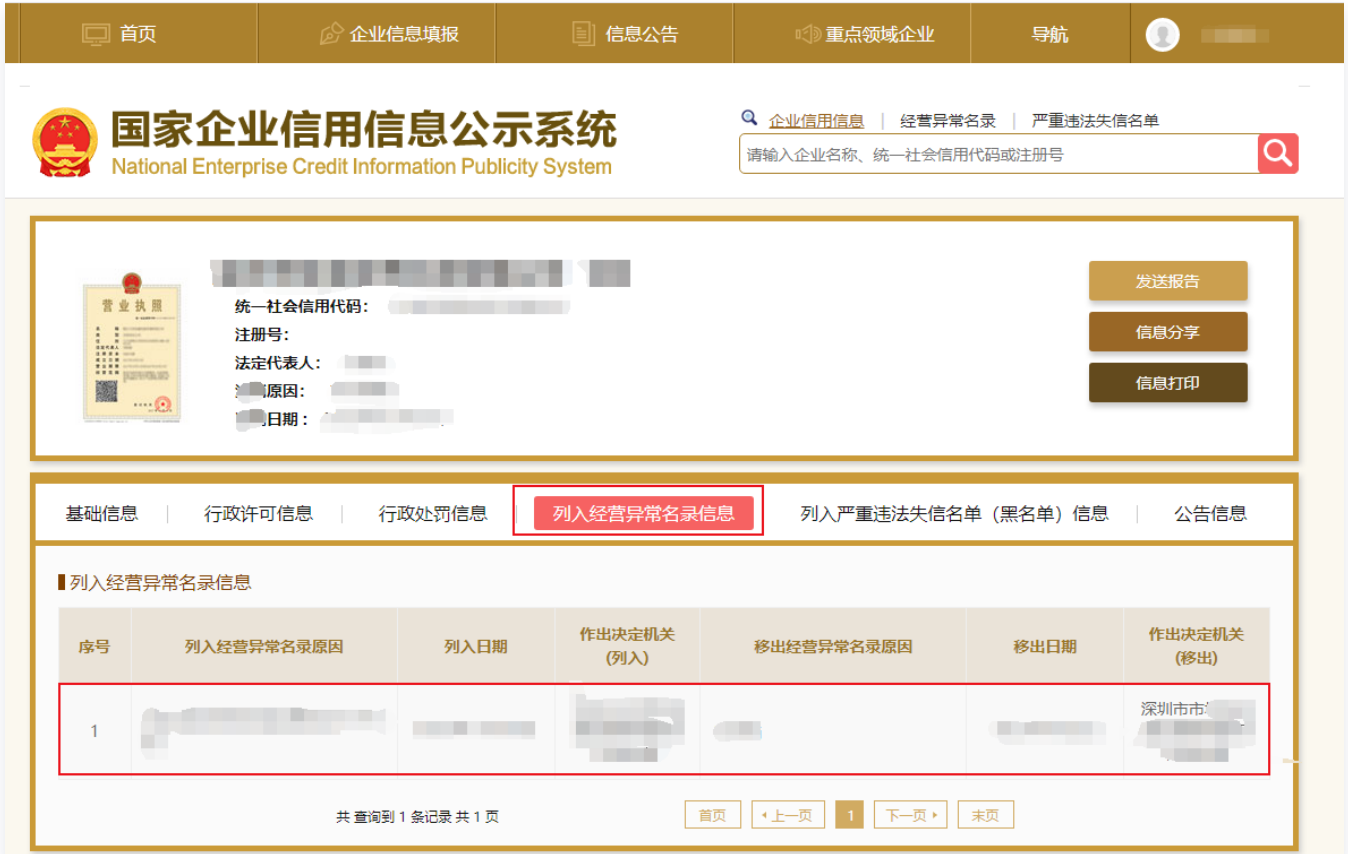 首页 企业信息填报 信息公告 重点领域企业 导航
国家企业信用信息公示系统
National Enterprise Credit Information Publicity System
企业信用信息 | 经营异常名录 | 严重违法失信名单
请输入企业名称、统一社会信用代码或注册号
营业执照
统一社会信用代码：
注册号：
法定代表人：
原因：
日期：
发送报告
信息分享
信息打印
基础信息 | 行政许可信息 | 行政处罚信息 | 列入经营异常名录信息 列入严重违法失信名单（黑名单）信息 | 公告信息
列入经营异常名录信息
序号 列入经营异常名录原因 列入日期 作出决定机关(列入) 移出经营异常名录原因 移出日期 作出决定机关(移出)
1 深圳市市
共 查询到 1 条记录 共 1 页 首页 上一页 1 下一页 末页